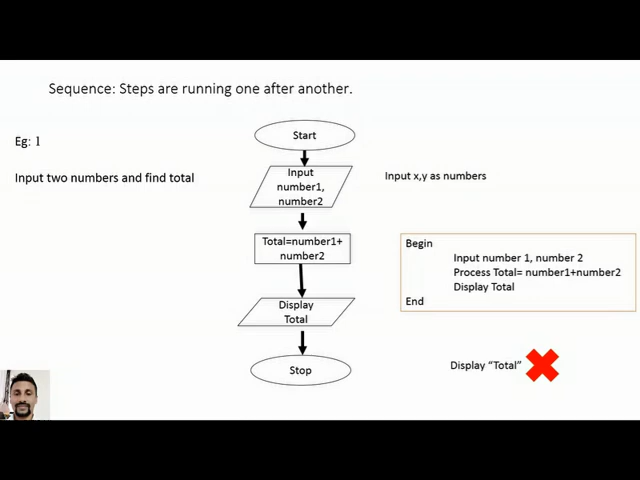 Sequence: Steps are running one after another.
Eg: 1
Input two numbers and find total
Start
Input
number1,
number2
Total=number1+
number2
Display
Total
Stop
Input x,y as numbers
Begin
Input number 1, number 2
Process Total= number1+number2
Display Total
End
Display “Total”